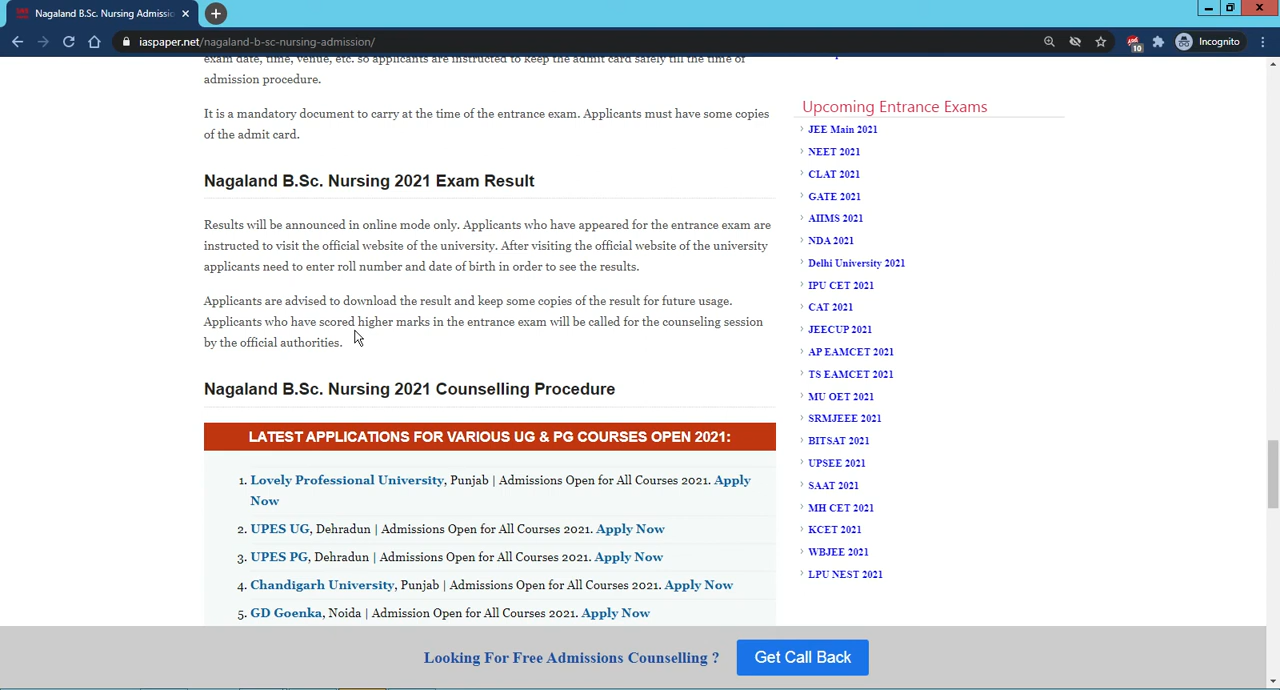 Nagaland B.Sc. Nursing Admissio
iaspaper.net/nagaland-b-sc-nursing-admission/
10
Incognito
exam date, time, venue, etc. so applicants are instructed to keep the admit card safely till the time of
admission procedure.
It is a mandatory document to carry at the time of the entrance exam. Applicants must have some copies
of the admit card.
Nagaland B.Sc. Nursing 2021 Exam Result
Results will be announced in online mode only. Applicants who have appeared for the entrance exam are
instructed to visit the official website of the university. After visiting the official website of the university
applicants need to enter roll number and date of birth in order to see the results.
Applicants are advised to download the result and keep some copies of the result for future usage.
Applicants who have scored higher marks in the entrance exam will be called for the counseling session
by the official authorities.
Nagaland B.Sc. Nursing 2021 Counselling Procedure
LATEST APPLICATIONS FOR VARIOUS UG & PG COURSES OPEN 2021:
1. Lovely Professional University, Punjab | Admissions Open for All Courses 2021. Apply
Now
2. UPES UG, Dehradun | Admissions Open for All Courses 2021. Apply Now
3. UPES PG, Dehradun | Admissions Open for All Courses 2021. Apply Now
4. Chandigarh University, Punjab | Admissions Open for All Courses 2021. Apply Now
5. GD Goenka, Noida | Admission Open for All Courses 2021. Apply Now
Upcoming Entrance Exams
JEE Main 2021
NEET 2021
CLAT 2021
GATE 2021
AIIMS 2021
NDA 2021
Delhi University 2021
IPU CET 2021
CAT 2021
JEECUP 2021
AP EAMCET 2021
TS EAMCET 2021
MU OET 2021
SRMJEEE 2021
BITSAT 2021
UPSEE 2021
SAAT 2021
MH CET 2021
KCET 2021
WBJEE 2021
LPU NEST 2021
Looking For Free Admissions Counselling ?
Get Call Back